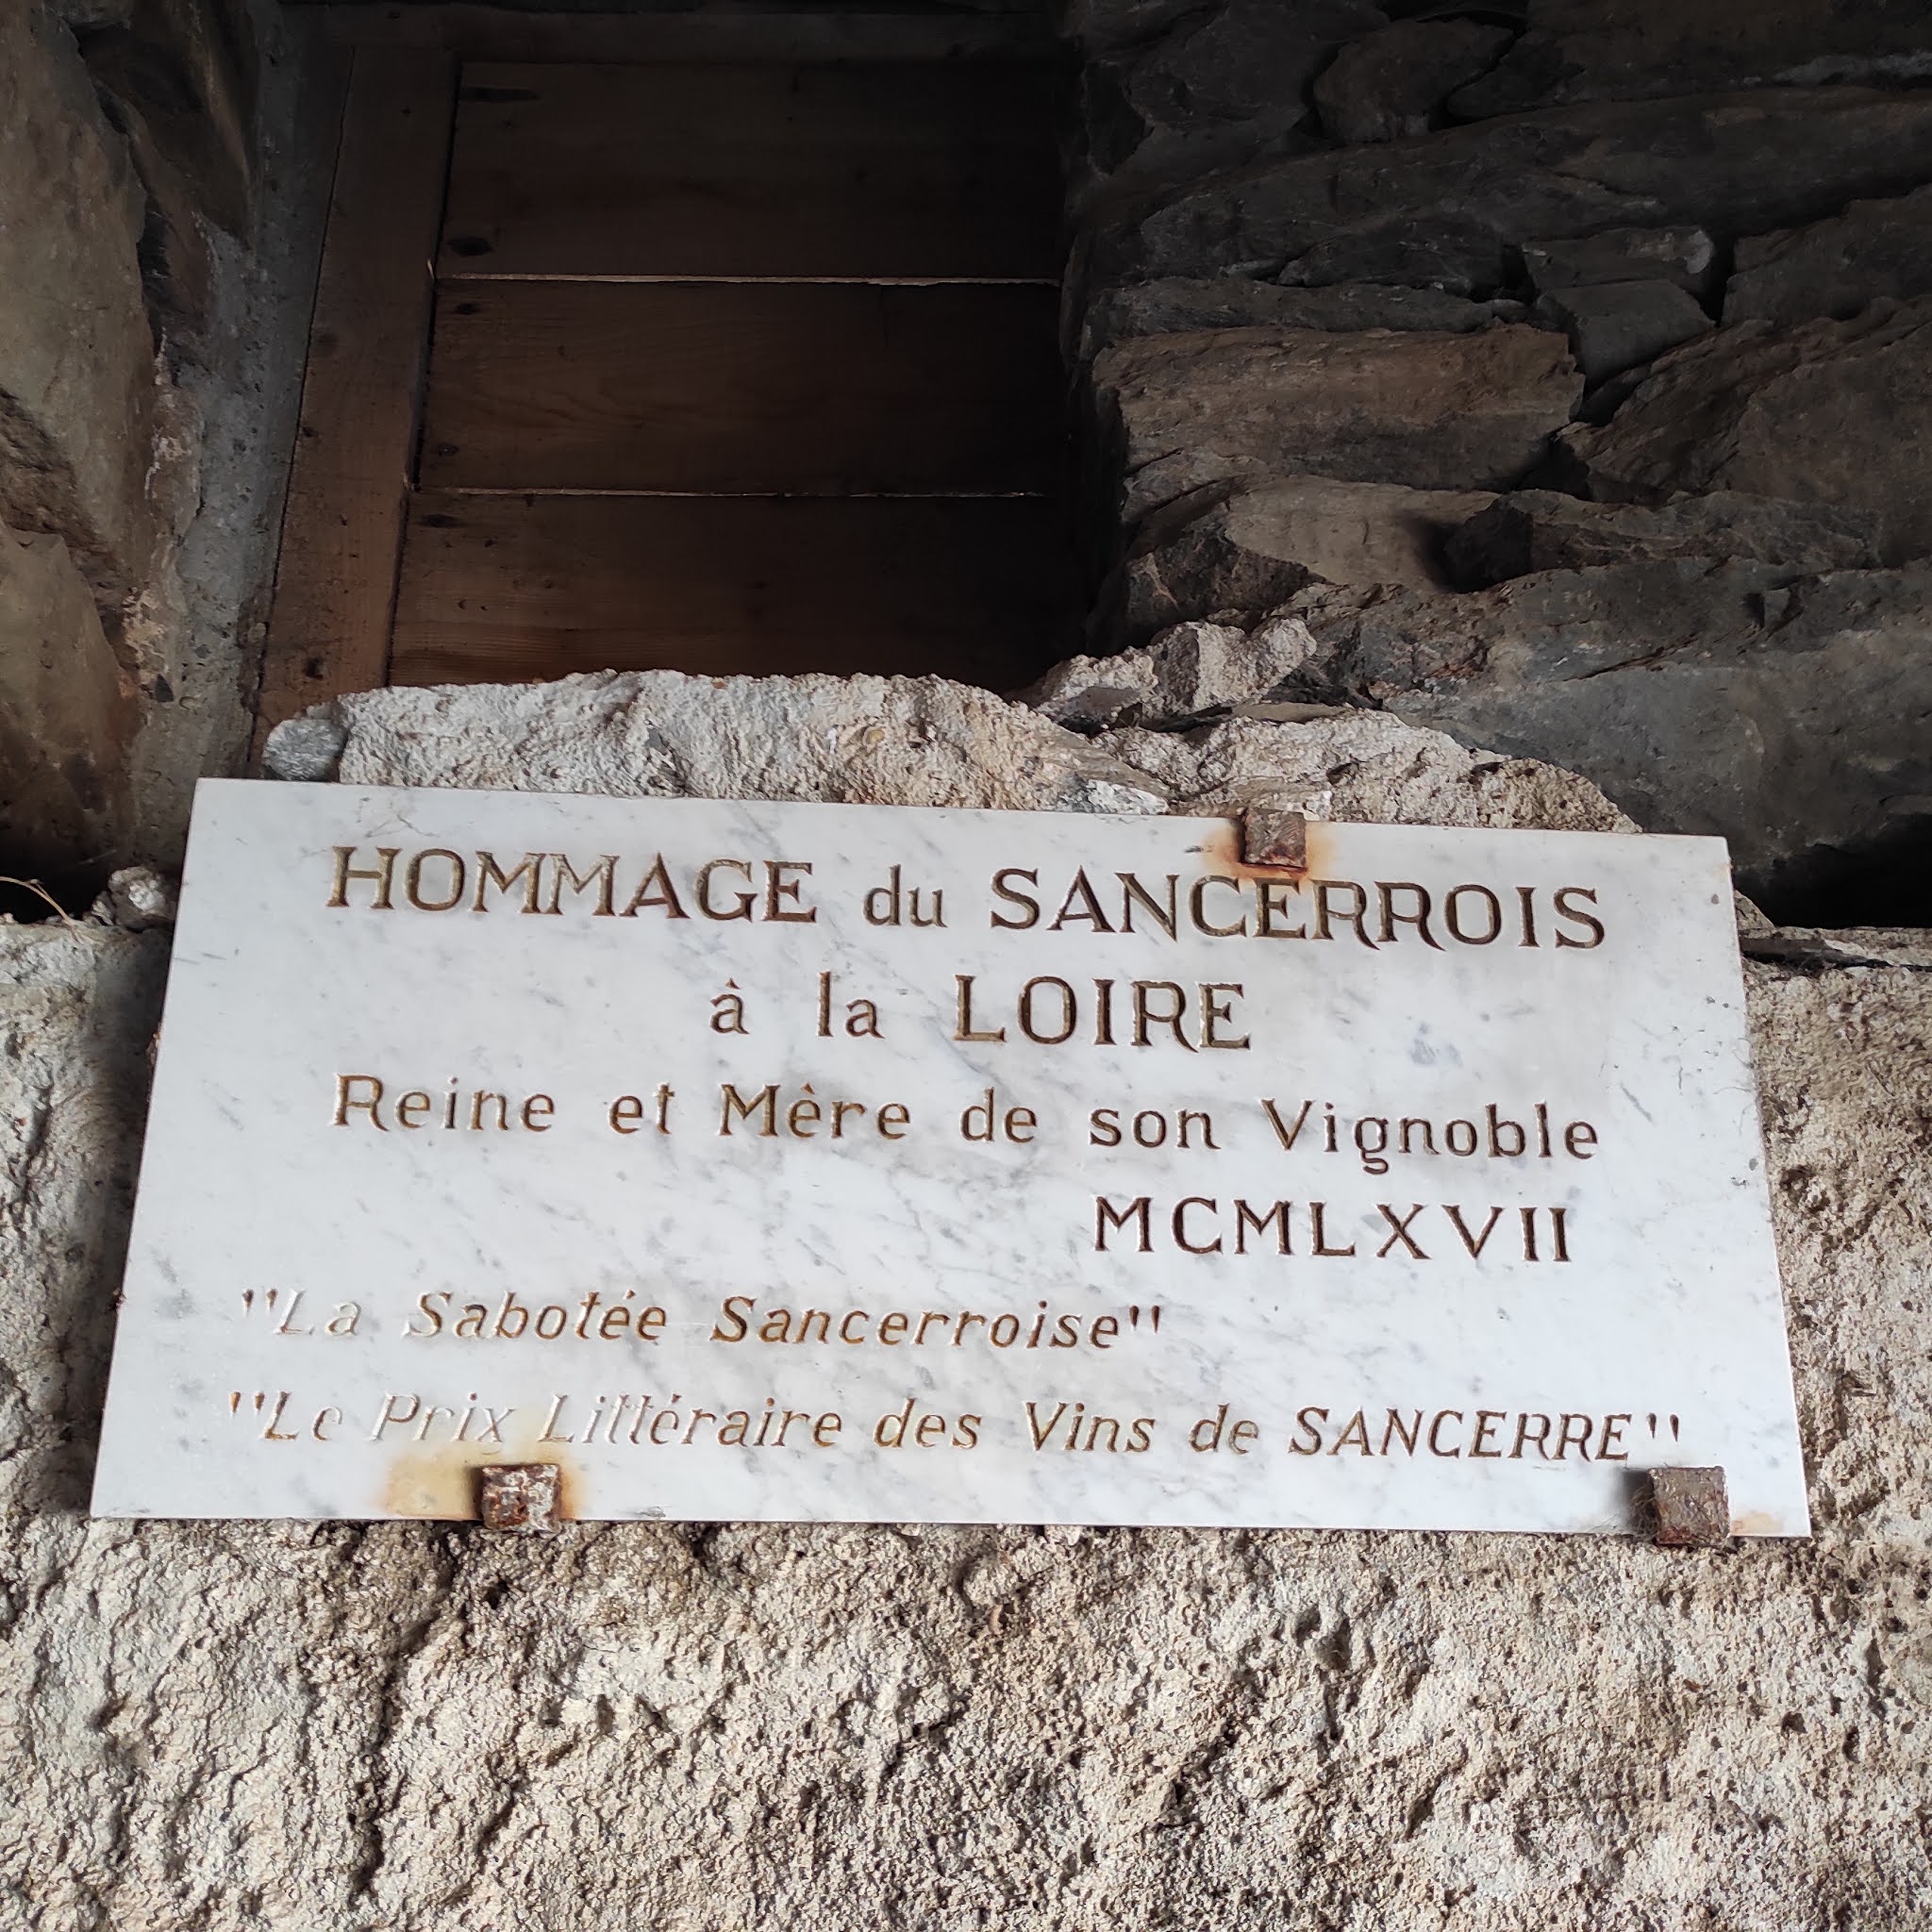 HOMMAGE du SANCERROIS
à la LOIRE
Reine et Mère de son Vignoble
MCMLXVII
"La Sabotée Sancerroise"
"Le Prix Littéraire des Vins de SANCERRE"